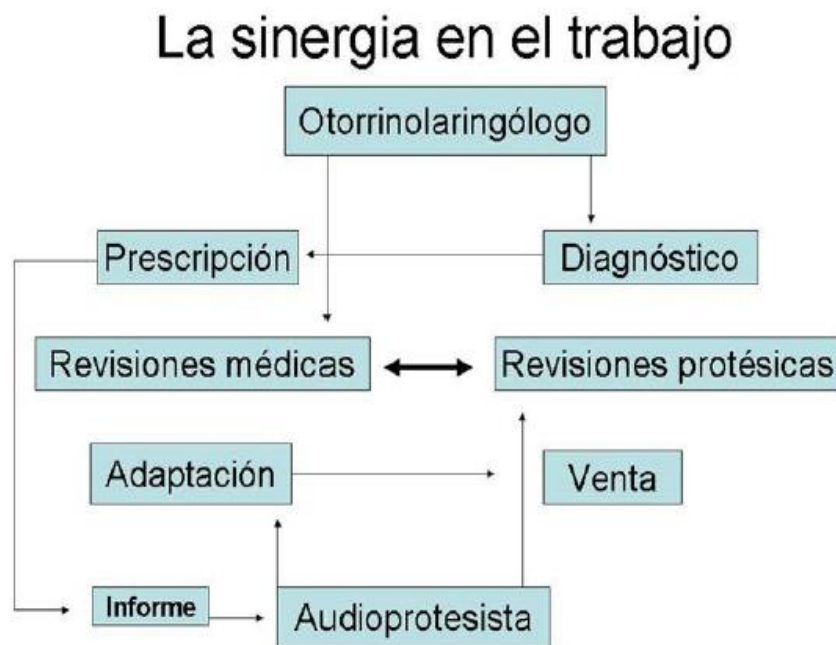 La sinergia en el trabajo
Otorrinolaringólogo
Prescripción
Diagnóstico
Revisiones médicas
Revisiones protésicas
Adaptación
Venta
Informe
Audioprotesista